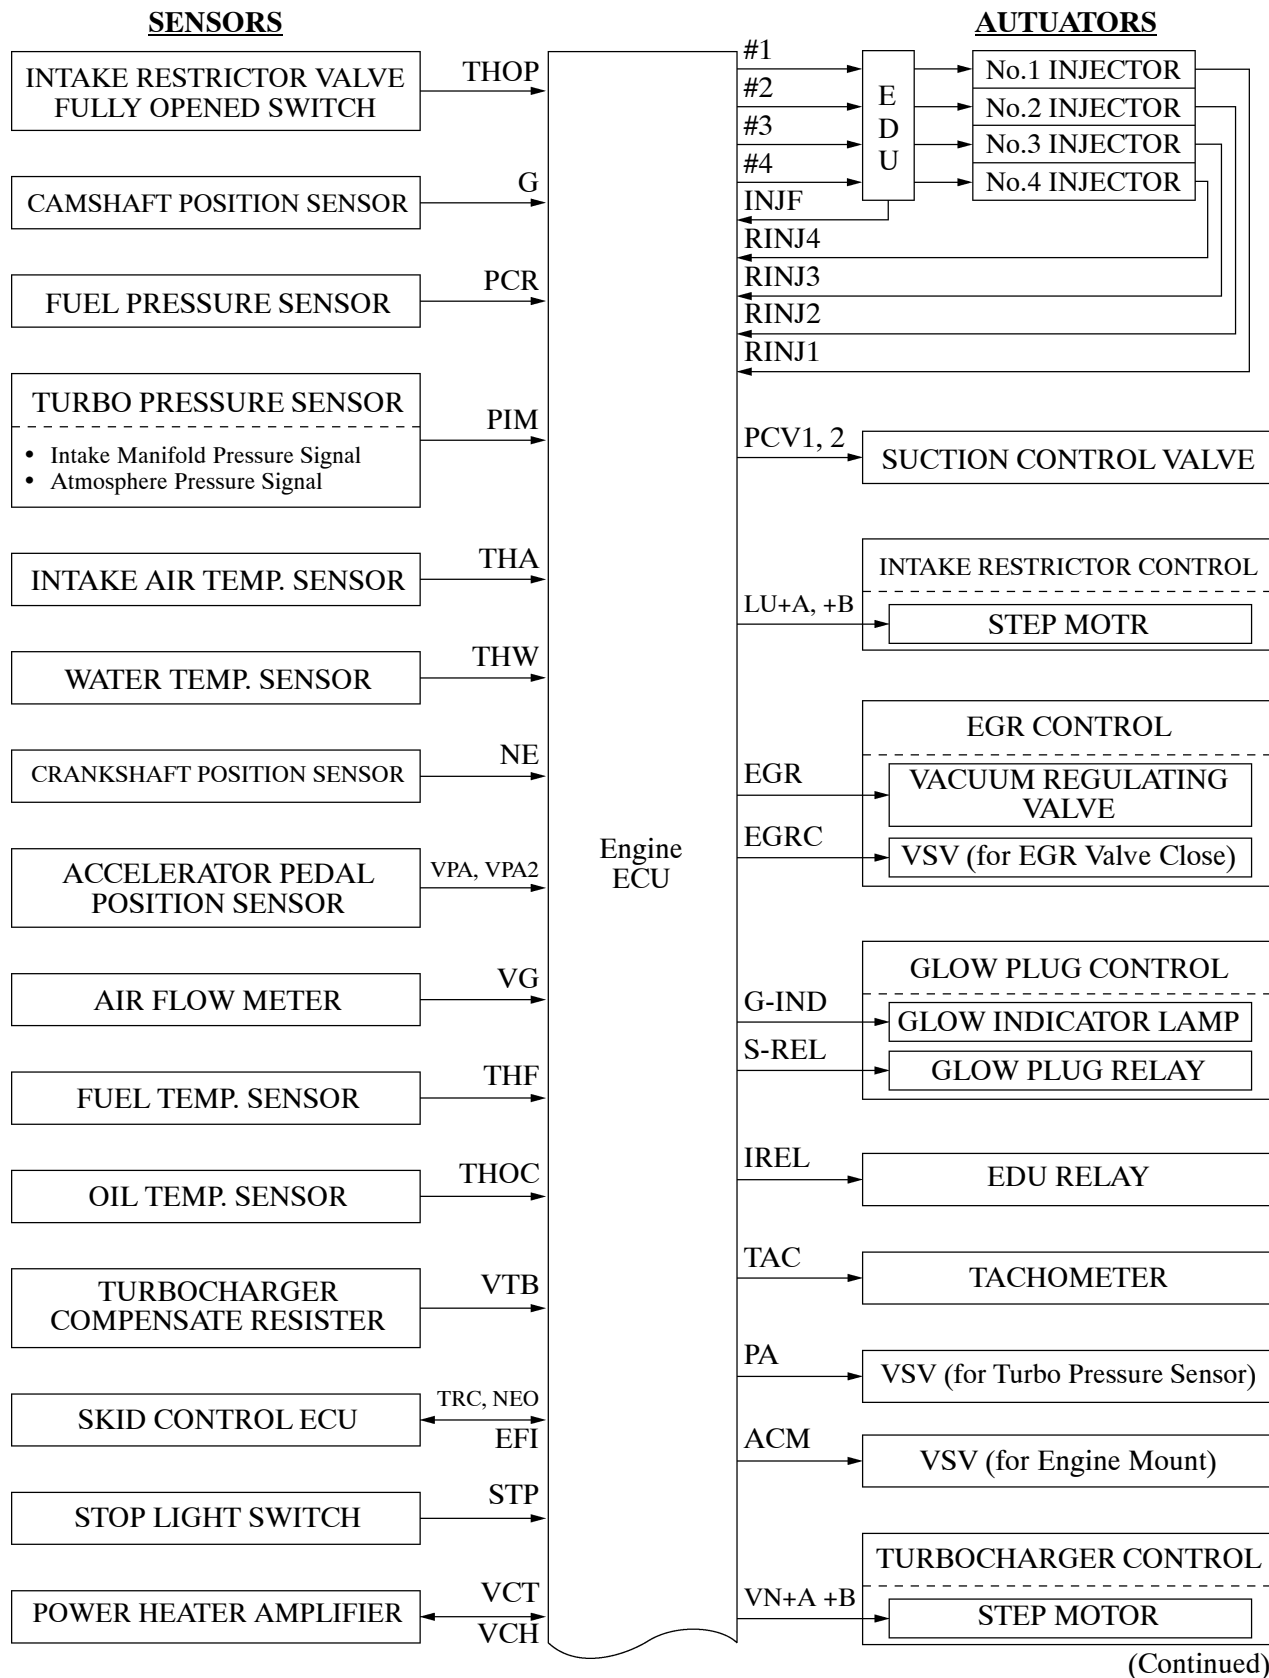 SENSORS
INTAKE RESTRICTOR VALVE
FULLY OPENED SWITCH
THOP
CAMSHAFT POSITION SENSOR
G
FUEL PRESSURE SENSOR
PCR
TURBO PRESSURE SENSOR
• Intake Manifold Pressure Signal
• Atmosphere Pressure Signal
PIM
INTAKE AIR TEMP. SENSOR
THA
WATER TEMP. SENSOR
THW
CRANKSHAFT POSITION SENSOR
NE
ACCELERATOR PEDAL
POSITION SENSOR
VPA, VPA2
AIR FLOW METER
VG
FUEL TEMP. SENSOR
THF
OIL TEMP. SENSOR
THOC
TURBOCHARGER
COMPENSATE RESISTER
VTB
SKID CONTROL ECU
TRC, NEO
EFI
STOP LIGHT SWITCH
STP
POWER HEATER AMPLIFIER
VCT
VCH
Engine
ECU
AUTUATORS
#1
#2
#3
#4
E
D
U
No.1 INJECTOR
No.2 INJECTOR
No.3 INJECTOR
No.4 INJECTOR
INJF
RINJ4
RINJ3
RINJ2
RINJ1
PCV1, 2
SUCTION CONTROL VALVE
INTAKE RESTRICTOR CONTROL
LU+A, +B
STEP MOTR
EGR CONTROL
EGR
VACUUM REGULATING
VALVE
EGRC
VSV (for EGR Valve Close)
GLOW PLUG CONTROL
G-IND
GLOW INDICATOR LAMP
S-REL
GLOW PLUG RELAY
IREL
EDU RELAY
TAC
TACHOMETER
PA
VSV (for Turbo Pressure Sensor)
ACM
VSV (for Engine Mount)
TURBOCHARGER CONTROL
VN+A +B
STEP MOTOR
(Continued)